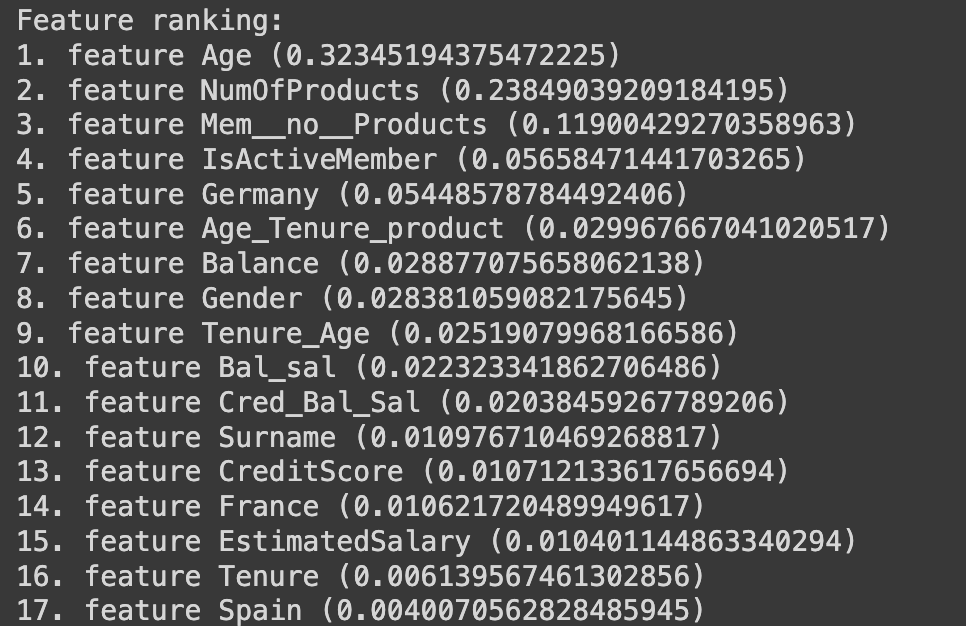 Feature ranking:
1. feature Age (0.32345194375472225)
2. feature NumOfProducts (0.23849039209184195)
3. feature Mem__no__Products (0.11900429270358963)
4. feature IsActiveMember (0.05658471441703265)
5. feature Germany (0.05448578784492406)
6. feature Age_Tenure_product (0.029967667041020517)
7. feature Balance (0.028877075658062138)
8. feature Gender (0.028381059082175645)
9. feature Tenure_Age (0.02519079968166586)
10. feature Bal_sal (0.022323341862706486)
11. feature Cred_Bal_Sal (0.02038459267789206)
12. feature Surname (0.010976710469268817)
13. feature CreditScore (0.010712133617656694)
14. feature France (0.010621720489949617)
15. feature EstimatedSalary (0.010401144863340294)
16. feature Tenure (0.006139567461302856)
17. feature Spain (0.0040070562828485945)